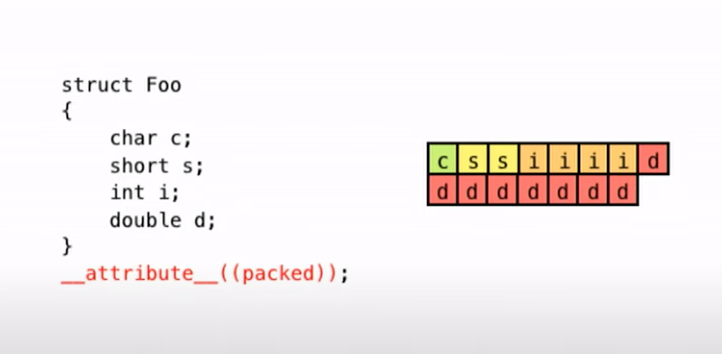 struct Foo
{
    char c;
    short s;
    int i;
    double d;
}
__attribute__((packed));
c s s i i i i d
d d d d d d d